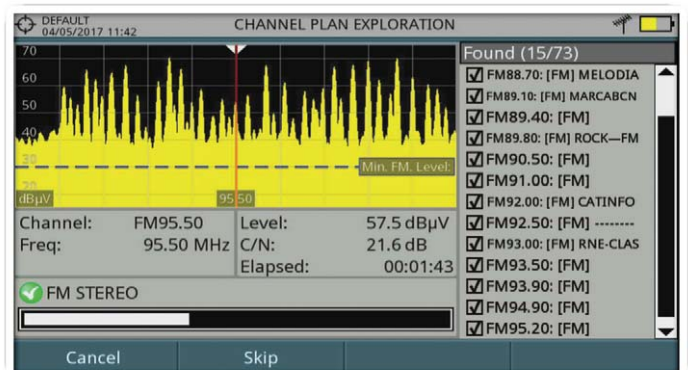 DEFAULT
04/05/2017 11:42
CHANNEL PLAN EXPLORATION
70
60
50
40
30
20
dBµV
95.50
Min. FM. Level:
Found (15/73)
FM88.70: [FM] MELODIA
FM89.10: [FM] MARCABCN
FM89.40: [FM]
FM89.80: [FM] ROCK—FM
FM90.50: [FM]
FM91.00: [FM]
FM92.00: [FM] CATINFO
FM92.50: [FM] --------
FM93.00: [FM] RNE-CLAS
FM93.50: [FM]
FM93.90: [FM]
FM94.90: [FM]
FM95.20: [FM]
Channel: FM95.50
Freq: 95.50 MHz
Level: 57.5 dBµV
C/N: 21.6 dB
Elapsed: 00:01:43
FM STEREO
Cancel Skip